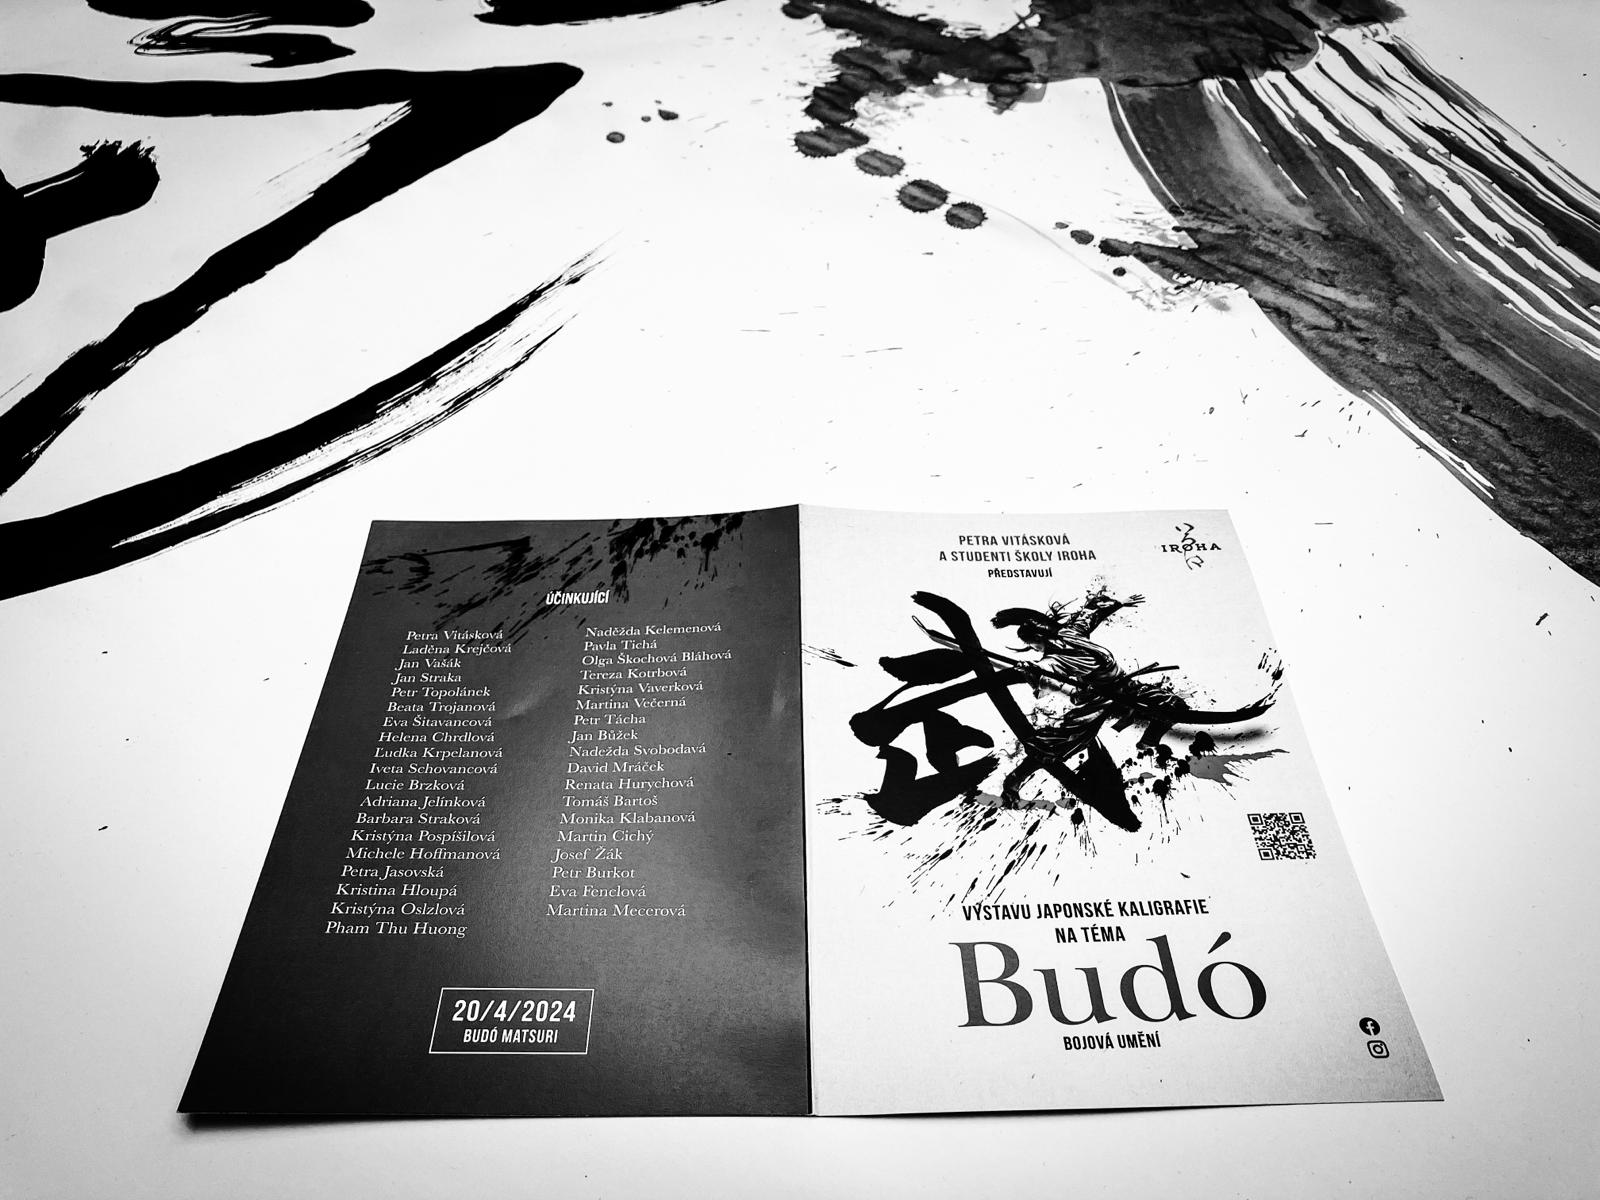 ÚČINKUJÍCÍ
Petra Vitásková
Laděna Krejčová
Jan Vašák
Jan Straka
Petr Topolánek
Beata Trojanová
Eva Šitavancová
Helena Chrdlová
Ľudka Krpelanová
Iveta Schovancová
Lucie Brzková
Adriana Jelínková
Barbara Straková
Kristýna Pospíšilová
Michele Hoffmanová
Petra Jasovská
Kristina Hloupá
Kristýna Oslzlová
Pham Thu Huong
Naděžda Kelemenová
Pavla Tichá
Olga Škochová Bláhová
Tereza Kotrbová
Kristýna Vaverková
Martina Večerná
Petr Tácha
Jan Bůžek
Nadežda Svobodavá
David Mráček
Renata Hurychová
Tomáš Bartoš
Monika Klabanová
Martin Cichý
Josef Žák
Petr Burkot
Eva Fenclová
Martina Mecerová
20/4/2024
BUDÓ MATSURI
PETRA VITÁSKOVÁ
A STUDENTI ŠKOLY IROHA
PŘEDSTAVUJÍ
IROHA
武
VÝSTAVU JAPONSKÉ KALIGRAFIE
NA TÉMA
Budó
BOJOVÁ UMĚNÍ